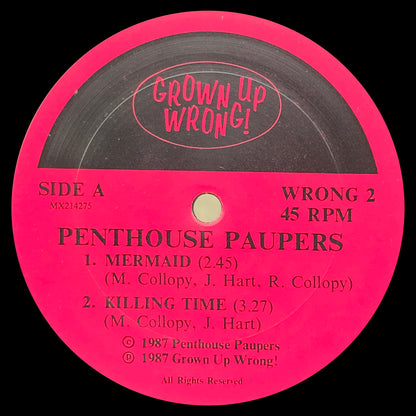 GROWN UP
WRONG!
SIDE A
MX214275
WRONG 2
45 RPM
PENTHOUSE PAUPERS
1. MERMAID (2.45)
(M. Collopy, J. Hart, R. Collopy)
2. KILLING TIME (3.27)
(M. Collopy, J. Hart)
© 1987 Penthouse Paupers
℗ 1987 Grown Up Wrong!
All Rights Reserved